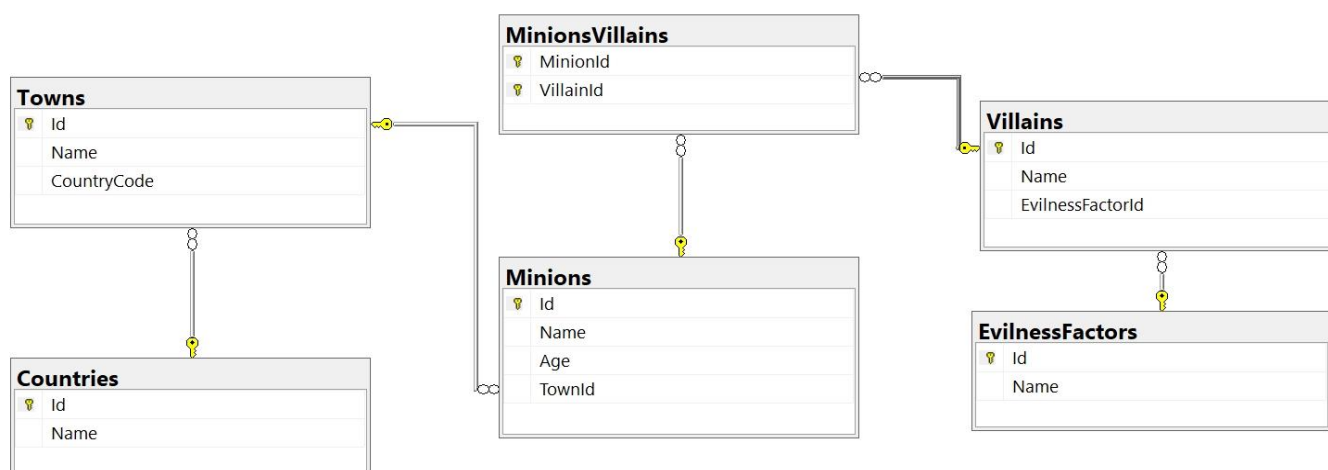 Towns
Id
Name
CountryCode
Countries
Id
Name
MinionsVillains
MinionId
VillainId
Minions
Id
Name
Age
TownId
Villains
Id
Name
EvilnessFactorId
EvilnessFactors
Id
Name